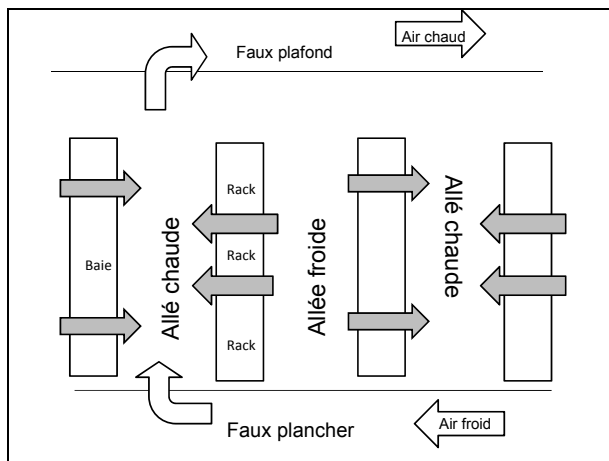 Air chaud
Faux plafond
Baie
Allé chaude
Rack
Rack
Rack
Allée froide
Allé chaude
Faux plancher
Air froid